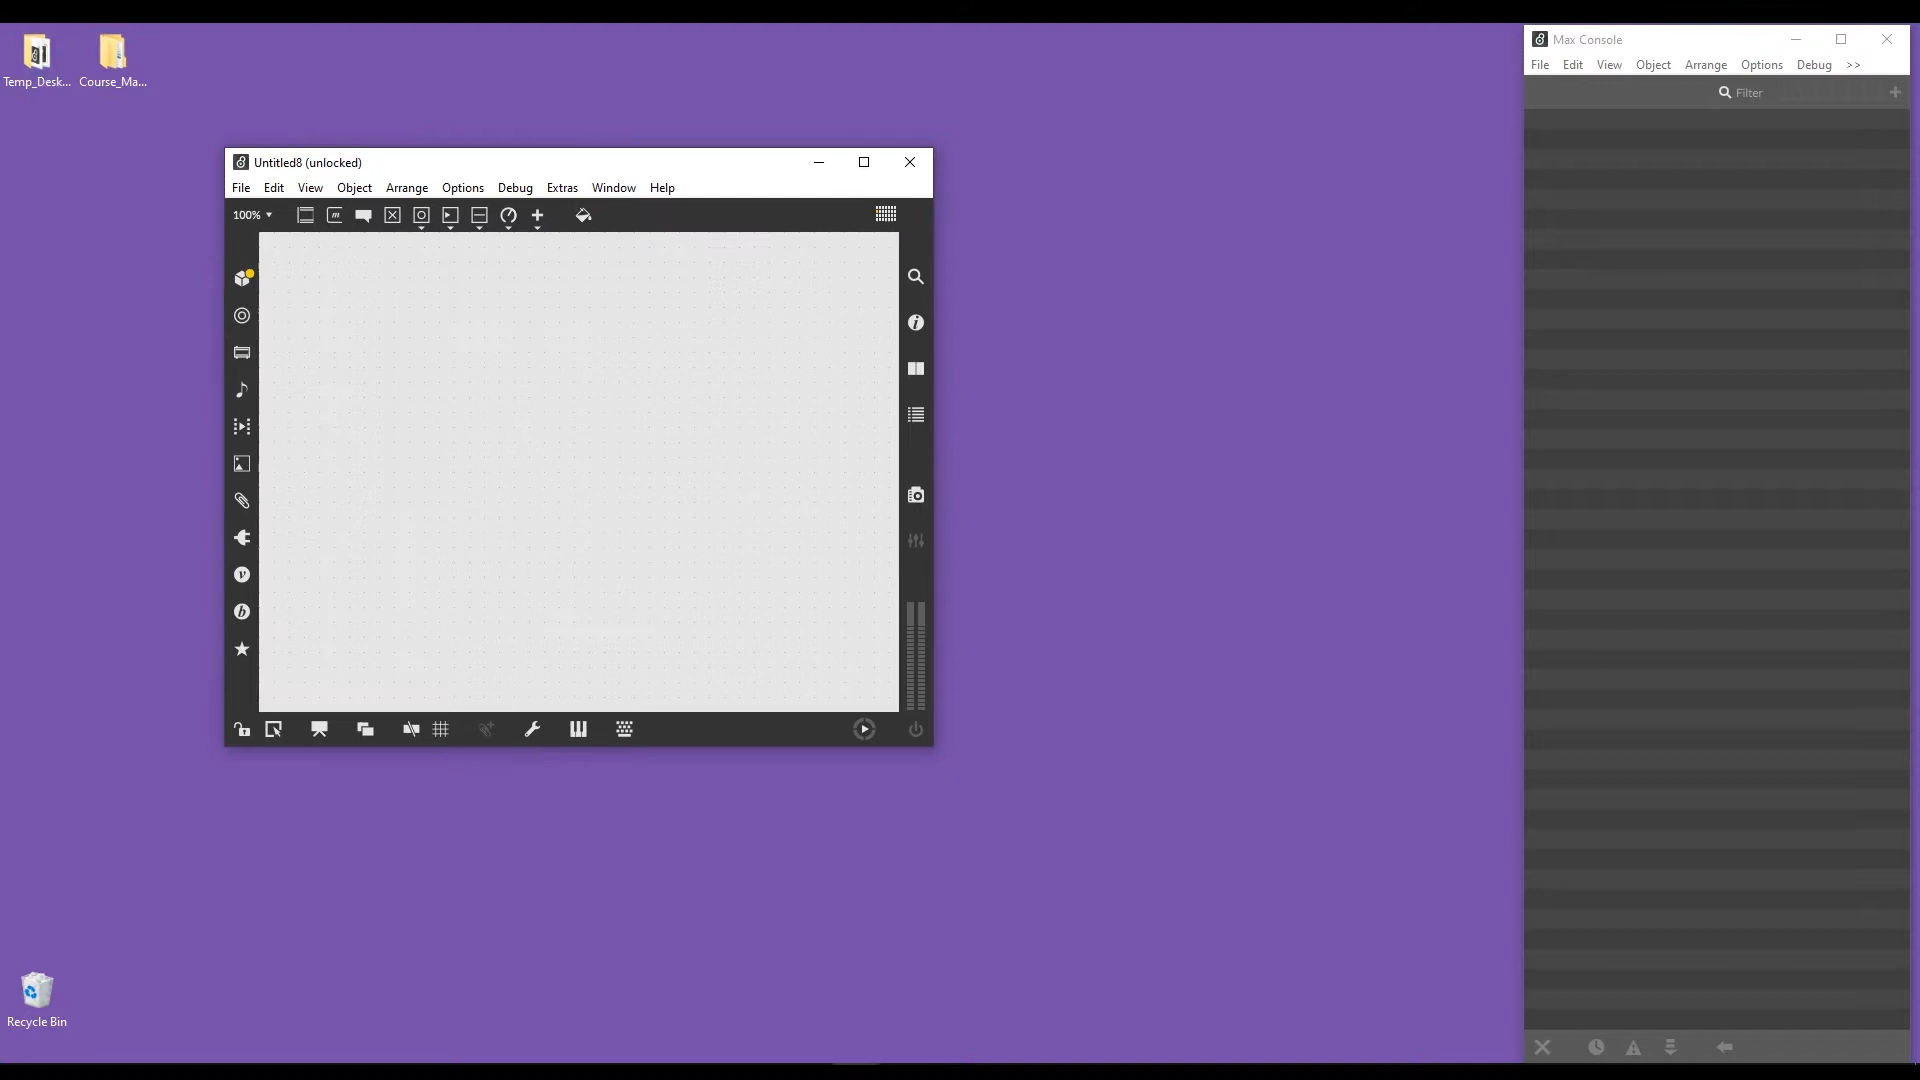 Temp_Desk...
Course_Ma...
Max Console
File Edit View Object Arrange Options Debug >>
Filter
Untitled8 (unlocked)
File Edit View Object Arrange Options Debug Extras Window Help
100%
Recycle Bin